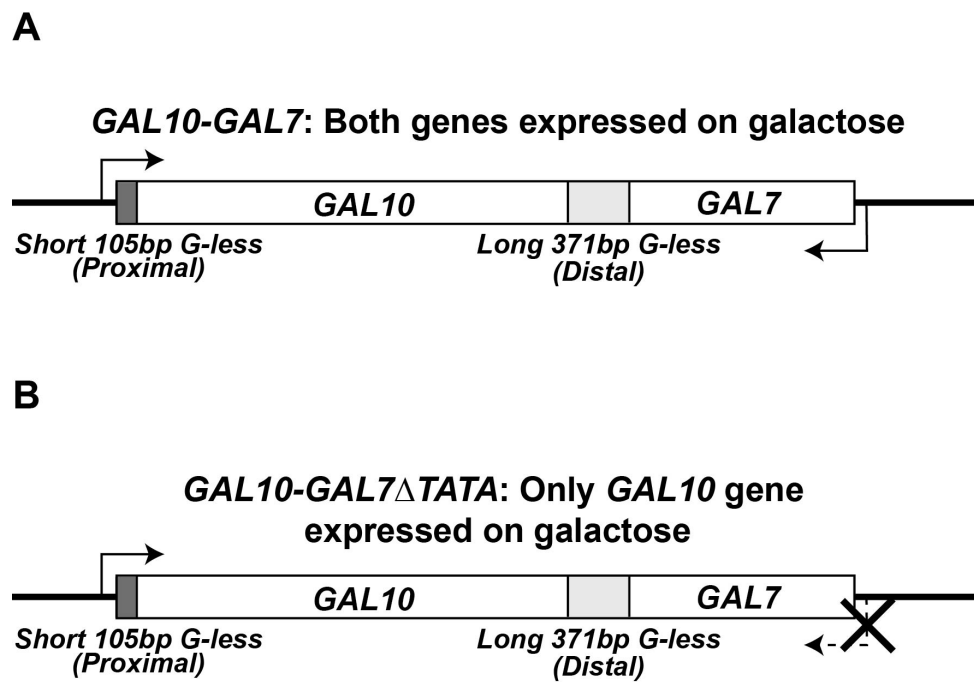 A
GAL10-GAL7: Both genes expressed on galactose
GAL10
GAL7
Short 105bp G-less
(Proximal)
Long 371bp G-less
(Distal)
B
GAL10-GAL7ΔTATA: Only GAL10 gene
expressed on galactose
GAL10
GAL7
Short 105bp G-less
(Proximal)
Long 371bp G-less
(Distal)